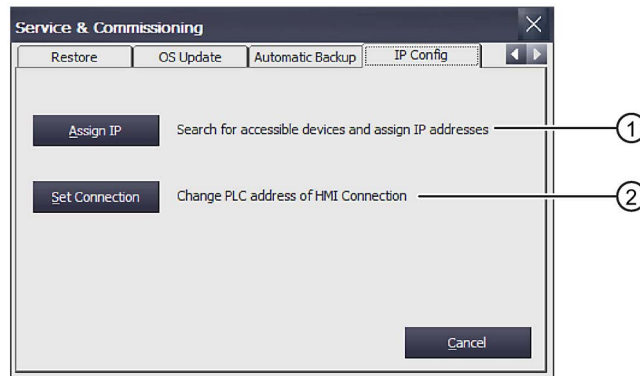 Service & Commissioning
Restore OS Update Automatic Backup IP Config
Assign IP Search for accessible devices and assign IP addresses 1
Set Connection Change PLC address of HMI Connection 2
Cancel